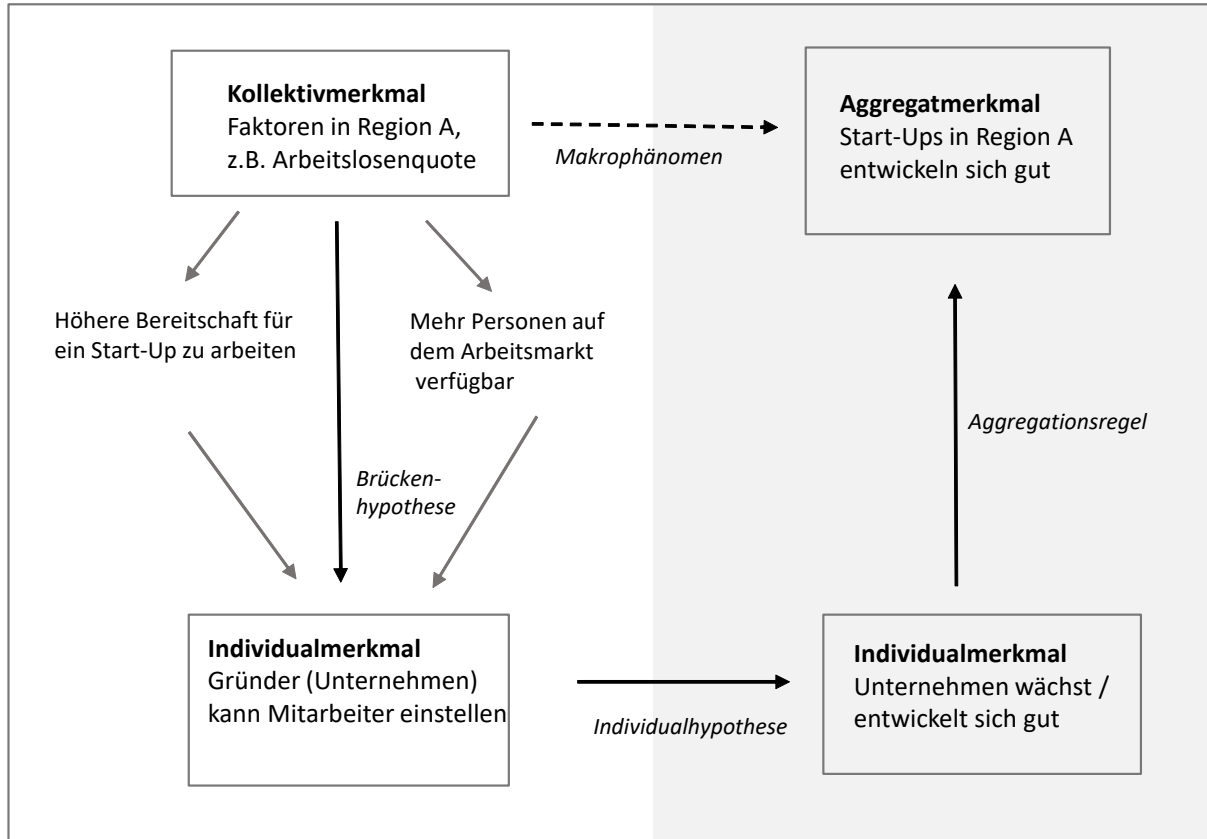 Kollektivmerkmal
Faktoren in Region A,
z.B. Arbeitslosenquote
Makrophänomen
Aggregatmerkmal
Start-Ups in Region A
entwickeln sich gut
Höhere Bereitschaft für
ein Start-Up zu arbeiten
Mehr Personen auf
dem Arbeitsmarkt
verfügbar
Brücken-
hypothese
Aggregationsregel
Individualmerkmal
Gründer (Unternehmen)
kann Mitarbeiter einstellen
Individualhypothese
Individualmerkmal
Unternehmen wächst /
entwickelt sich gut